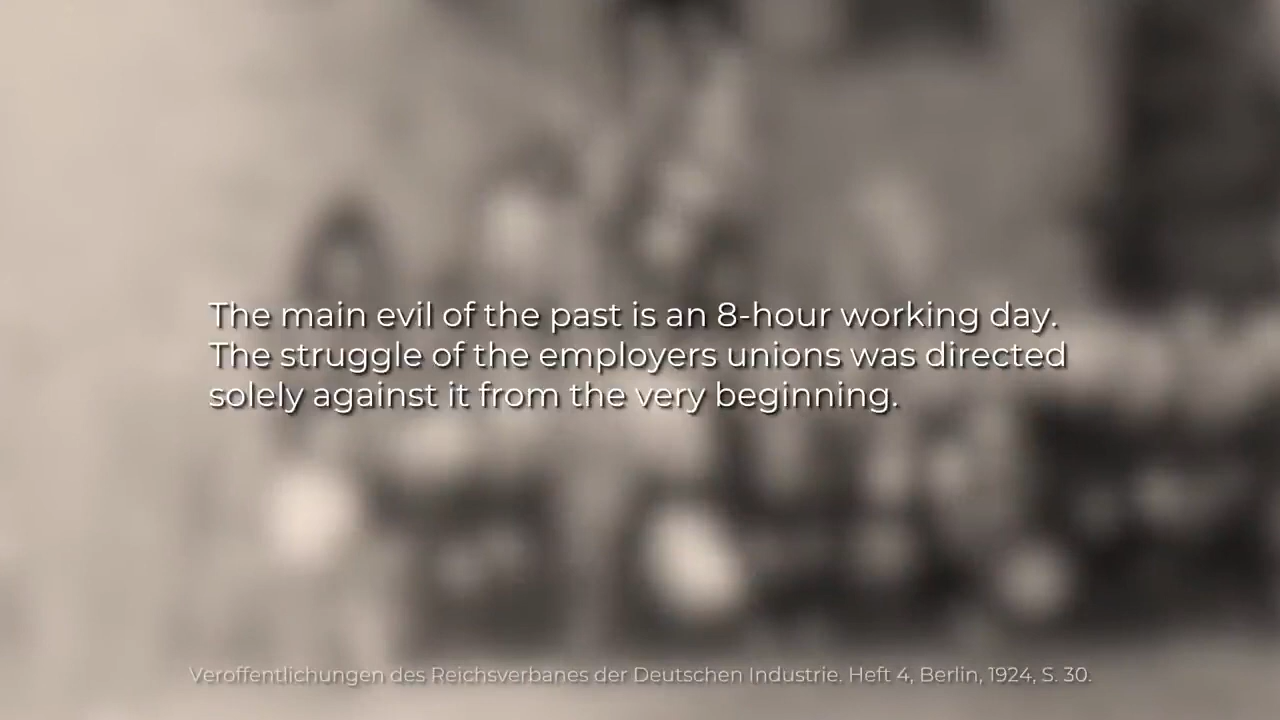 The main evil of the past is an 8-hour working day.
The struggle of the employers unions was directed
solely against it from the very beginning.
Veroffentlichungen des Reichsverbanes der Deutschen Industrie. Heft 4, Berlin, 1924, S. 30.